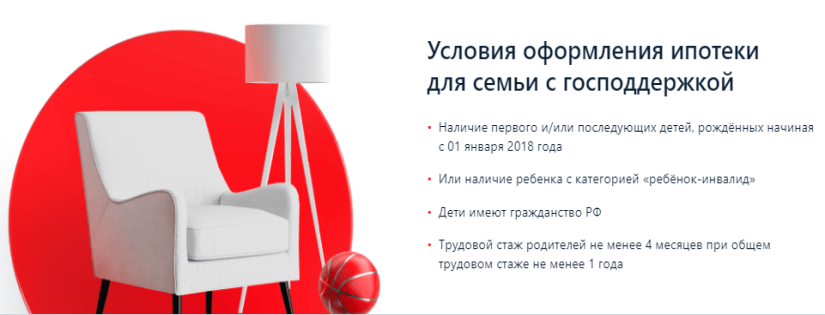 Условия оформления ипотеки
для семьи с господдержкой
• Наличие первого и/или последующих детей, рождённых начиная
с 01 января 2018 года
• Или наличие ребенка с категорией «ребёнок-инвалид»
• Дети имеют гражданство РФ
• Трудовой стаж родителей не менее 4 месяцев при общем
трудовом стаже не менее 1 года